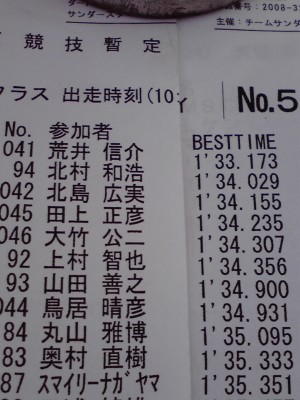 サンダース
番号: 2008-3
主催: チームサンダー
競技暫定
クラス 出走時刻(10:
No.5
No. 参加者 BESTTIME
041 荒井 信介 1'33.173
94 北村 和浩 1'34.029
042 北島 広実 1'34.155
045 田上 正彦 1'34.235
046 大竹 公二 1'34.307
92 上村 智也 1'34.356
93 山田 善之 1'34.900
044 鳥居 晴彦 1'34.931
84 丸山 雅博 1'35.095
83 奥村 直樹 1'35.333
87 スマイリーナガヤマ 1'35.351